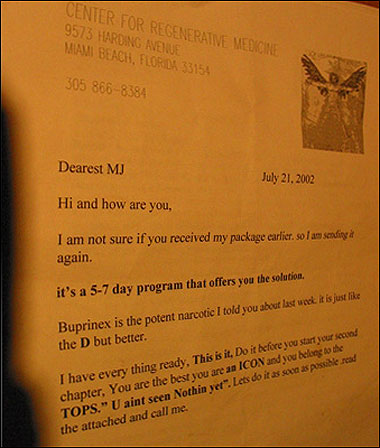 CENTER FOR REGENERATIVE MEDICINE
9573 HARDING AVENUE
MIAMI BEACH, FLORIDA 33154
305 866-8384
Dearest MJ
July 21, 2002
Hi and how are you,
I am not sure if you received my package earlier. so I am sending it
again.
it's a 5-7 day program that offers you the solution.
Buprinex is the potent narcotic I told you about last week. it is just like
the D but better.
I have every thing ready, This is it, Do it before you start your second
chapter, You are the best you are an ICON and you belong to the
TOPS." U aint seen Nothin yet". Lets do it as soon as possible .read
the attached and call me.